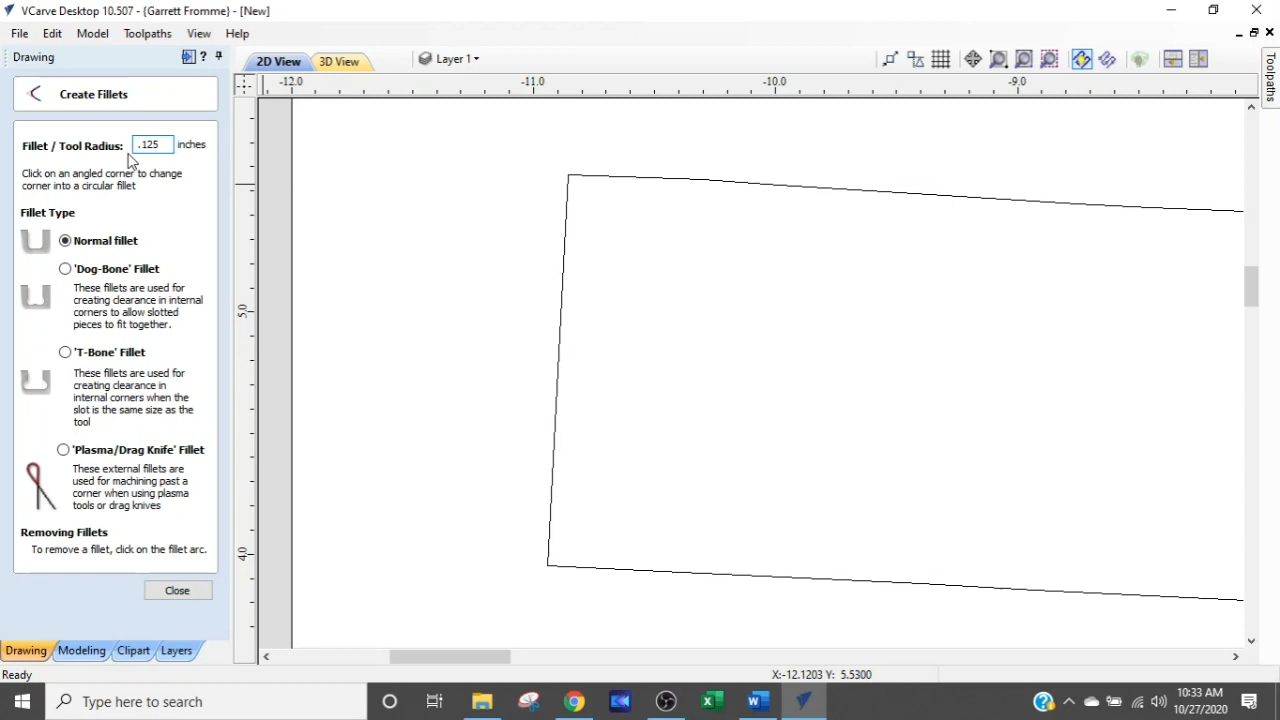 VCarve Desktop 10.507 - {Garrett Fromme} - [New]
File Edit Model Toolpaths View Help
Drawing ?
2D View 3D View Layer 1
Create Fillets
-12.0 -11.0 -10.0 -9.0
Toolpaths
Fillet / Tool Radius: .125 inches
Click on an angled corner to change
corner into a circular fillet
Fillet Type
Normal fillet
'Dog-Bone' Fillet
These fillets are used for
creating clearance in internal
corners to allow slotted
pieces to fit together.
5.0
'T-Bone' Fillet
These fillets are used for
creating clearance in
internal corners when the
slot is the same size as the
tool
'Plasma/Drag Knife' Fillet
These external fillets are
used for machining past a
corner when using plasma
tools or drag knives
4.0
Removing Fillets
To remove a fillet, click on the fillet arc.
Close
Drawing Modeling Clipart Layers
Ready
X:-12.1203 Y: 5.5300
Type here to search
10:33 AM
10/27/2020